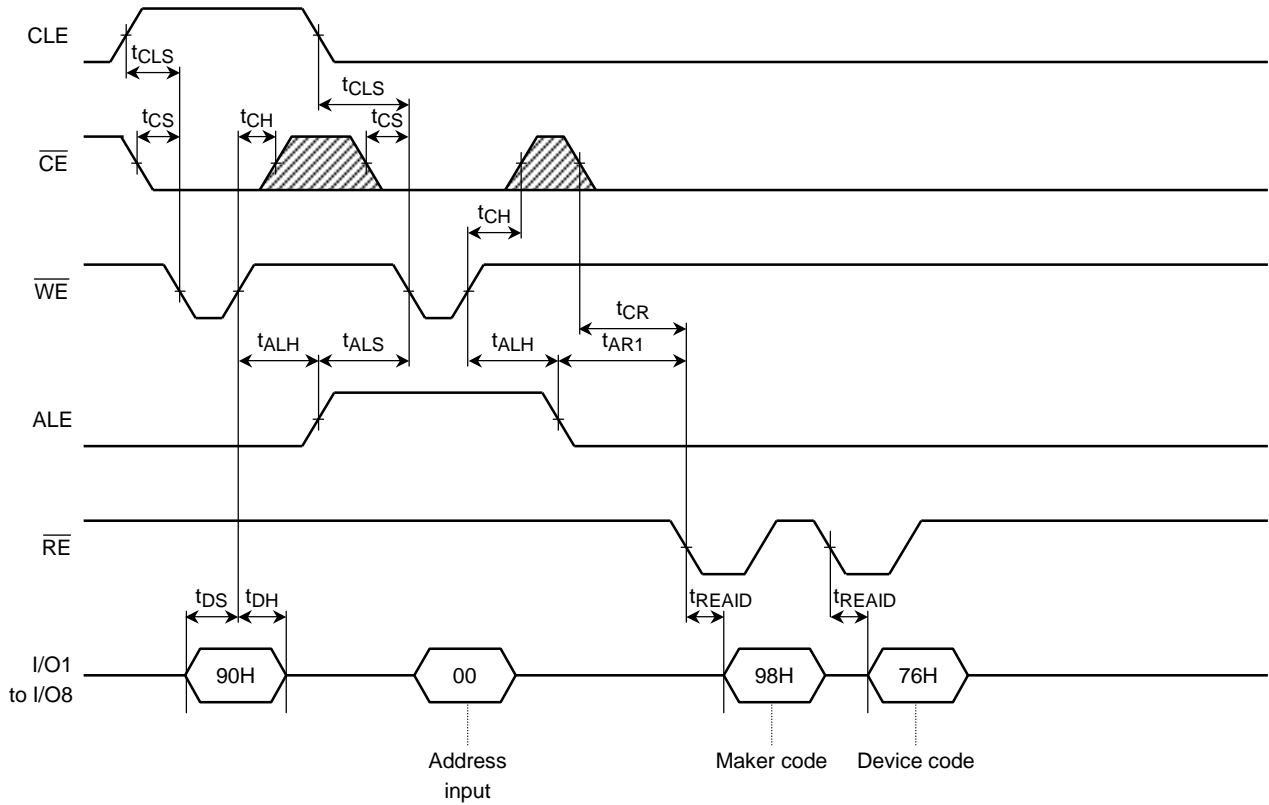 CLE
tCLS
tCLS
tCS
tCH
tCS
CE
tCH
WE
tCR
tALH
tALS
tALH
tAR1
ALE
RE
tDS
tDH
tREAID
tREAID
I/O1
to I/O8
90H
00
98H
76H
Address
input
Maker code
Device code